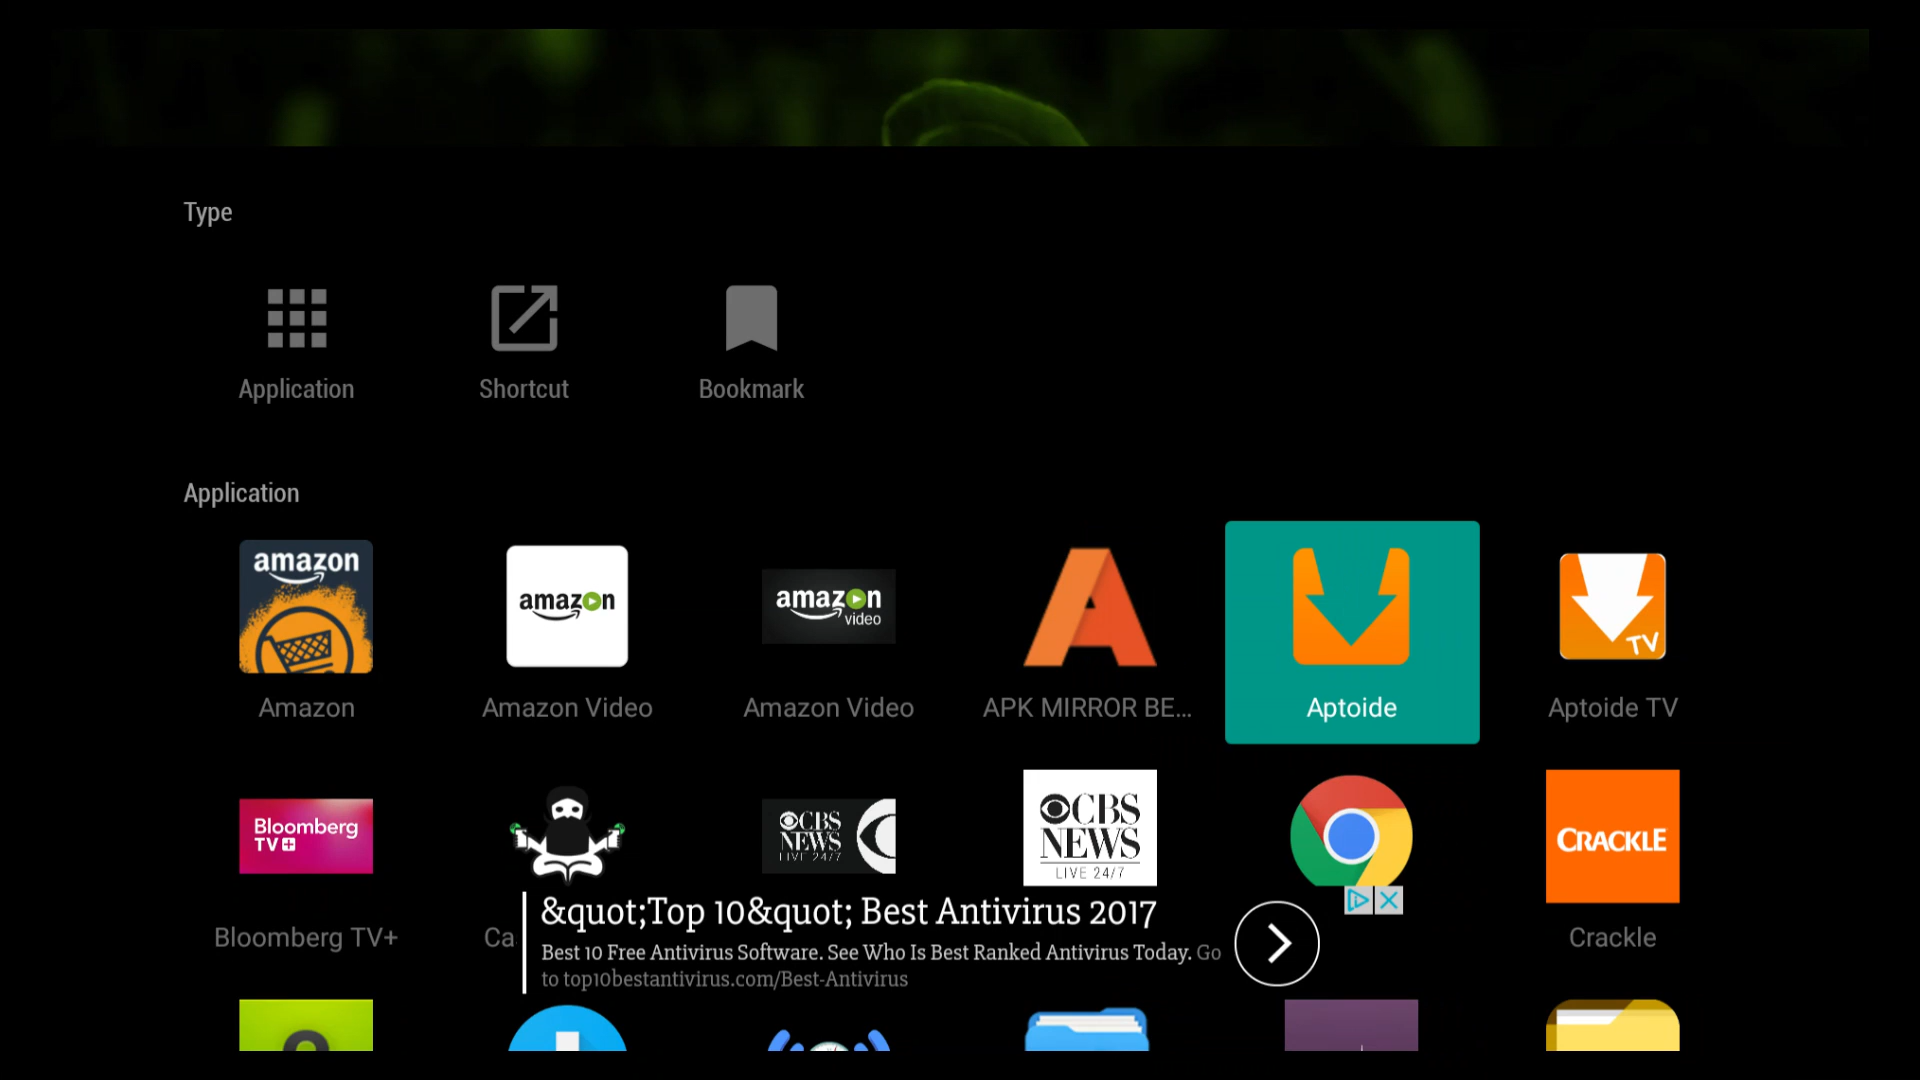 Type
Application
Shortcut
Bookmark
Application
amazon
amazon
amazon
video
A
TV
Amazon
Amazon Video
Amazon Video
APK MIRROR BE...
Aptoide
Aptoide TV
Bloomberg
TV+
CBS
NEWS
LIVE 24/7
CBS
NEWS
LIVE 24/7
CRACKLE
Bloomberg TV+
Ca
Crackle
&quot;Top 10&quot; Best Antivirus 2017
Best 10 Free Antivirus Software. See Who Is Best Ranked Antivirus Today. Go
to top10bestantivirus.com/Best-Antivirus